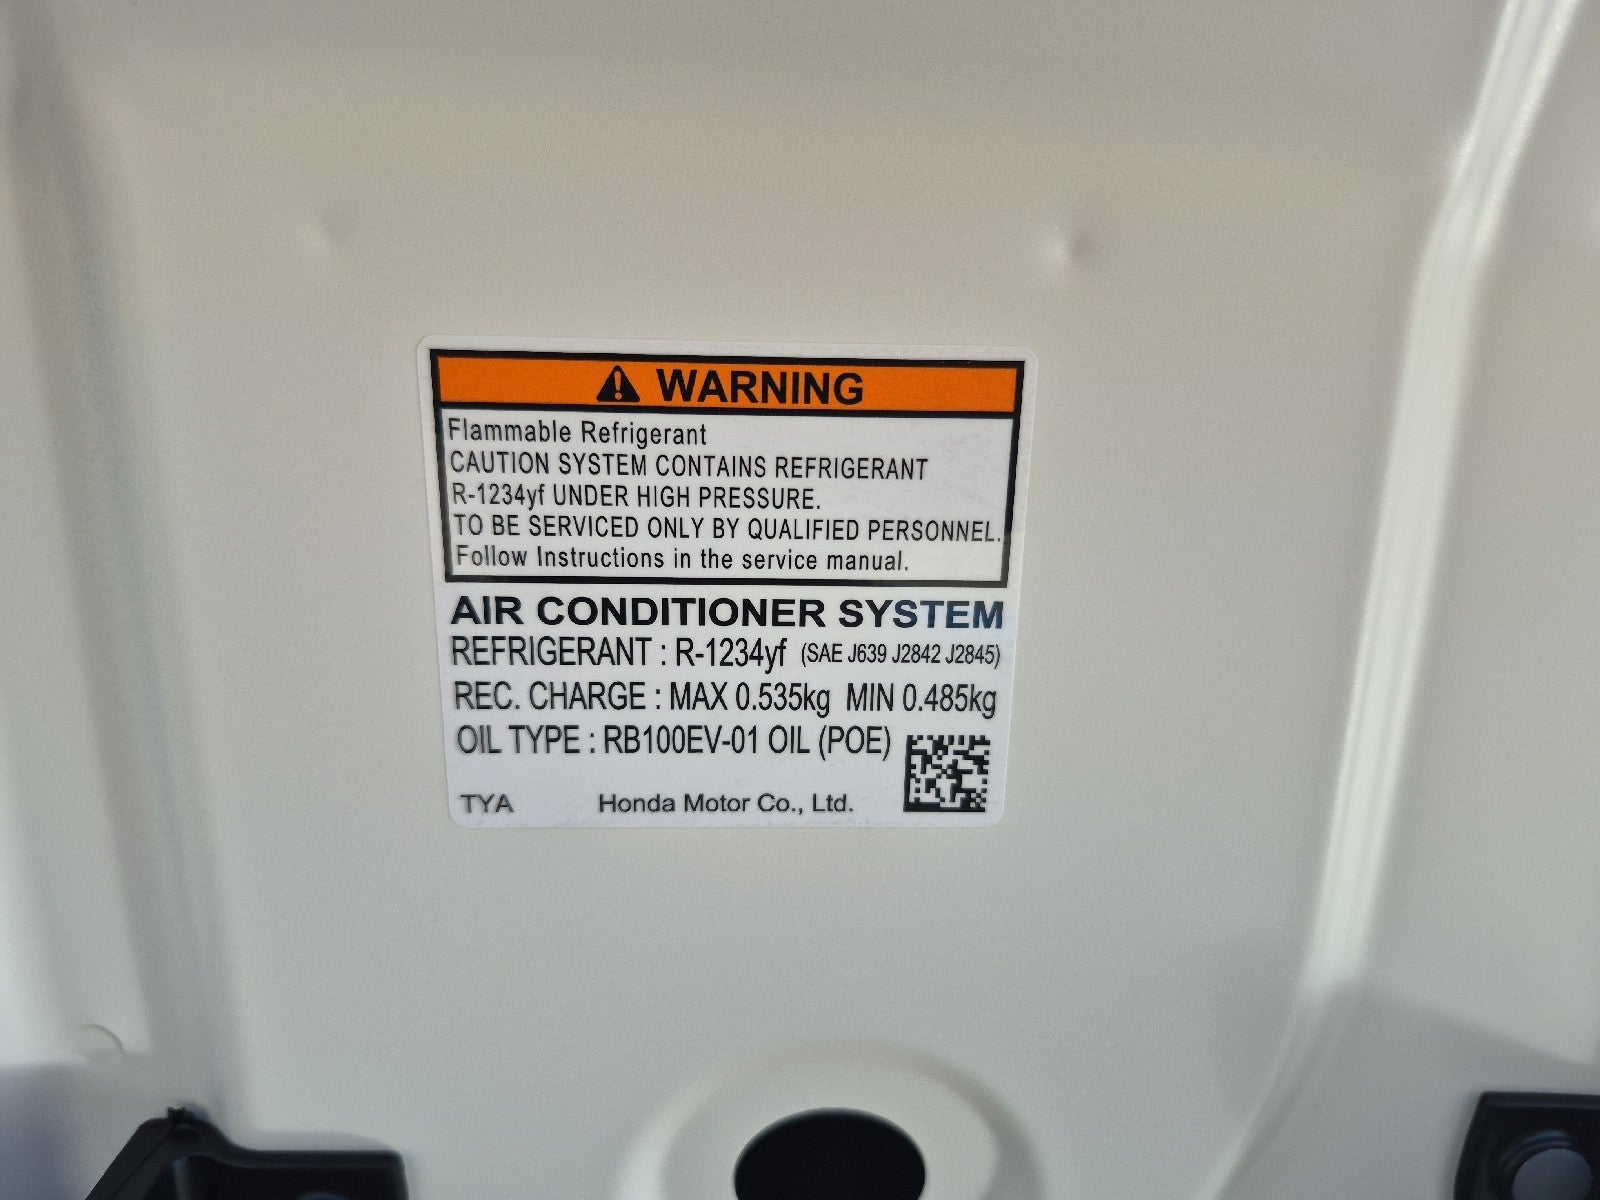 WARNING
Flammable Refrigerant
CAUTION SYSTEM CONTAINS REFRIGERANT
R-1234yf UNDER HIGH PRESSURE.
TO BE SERVICED ONLY BY QUALIFIED PERSONNEL.
Follow Instructions in the service manual.
AIR CONDITIONER SYSTEM
REFRIGERANT : R-1234yf (SAE J639 J2842 J2845)
REC. CHARGE : MAX 0.535kg MIN 0.485kg
OIL TYPE : RB100EV-01 OIL (POE)
TYA Honda Motor Co., Ltd.